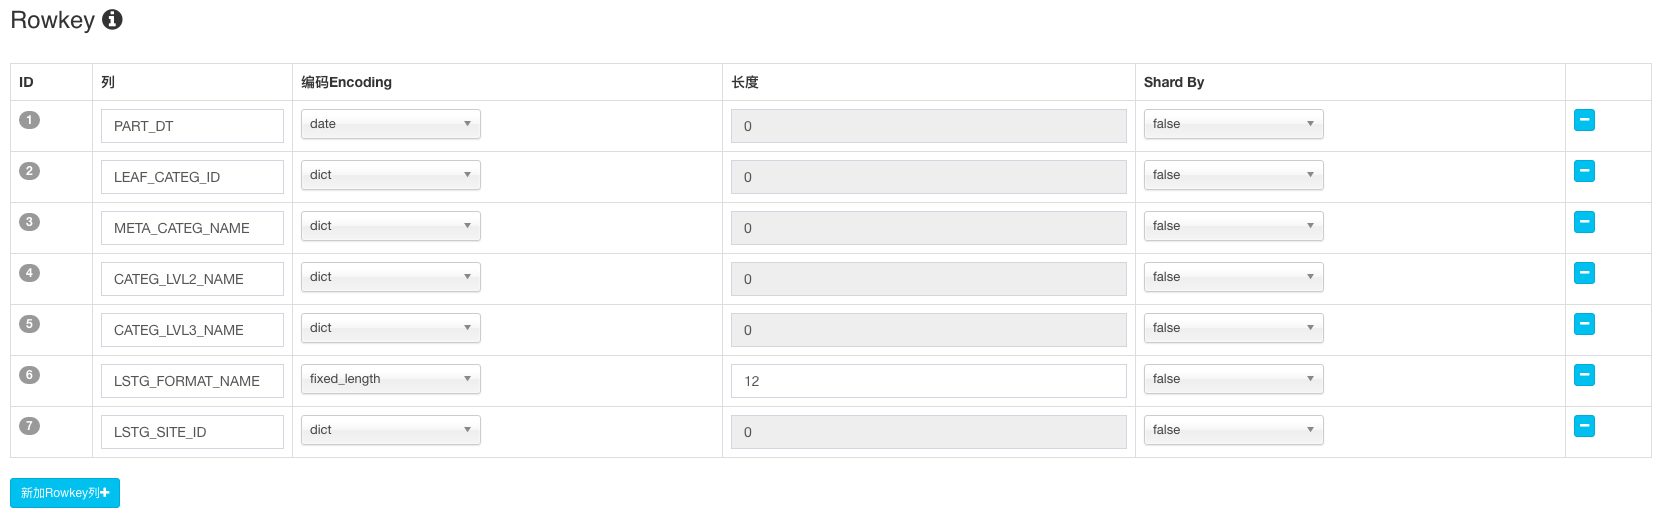 Rowkey
ID 列 编码Encoding 长度 Shard By
1 PART_DT date 0 false
2 LEAF_CATEG_ID dict 0 false
3 META_CATEG_NAME dict 0 false
4 CATEG_LVL2_NAME dict 0 false
5 CATEG_LVL3_NAME dict 0 false
6 LSTG_FORMAT_NAME fixed_length 12 false
7 LSTG_SITE_ID dict 0 false
新加Rowkey列+